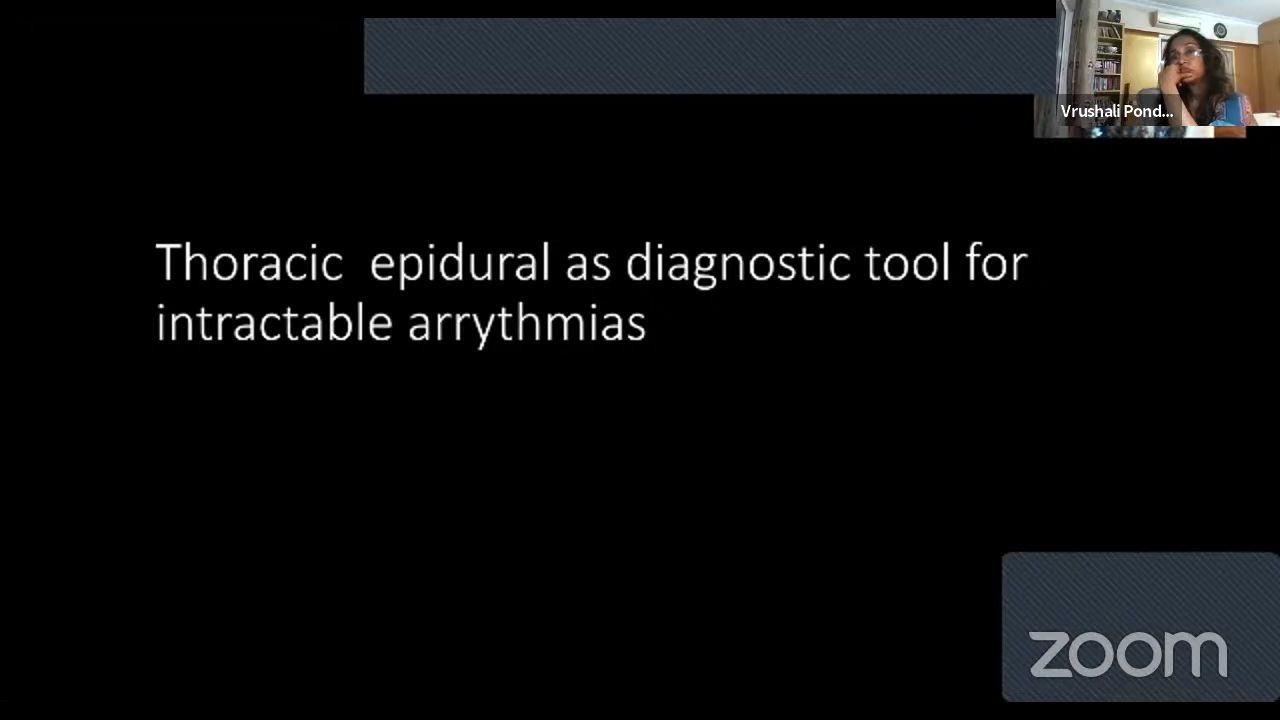 Vrushali Pond...
Thoracic  epidural as diagnostic tool for
intractable arrythmias
zoom